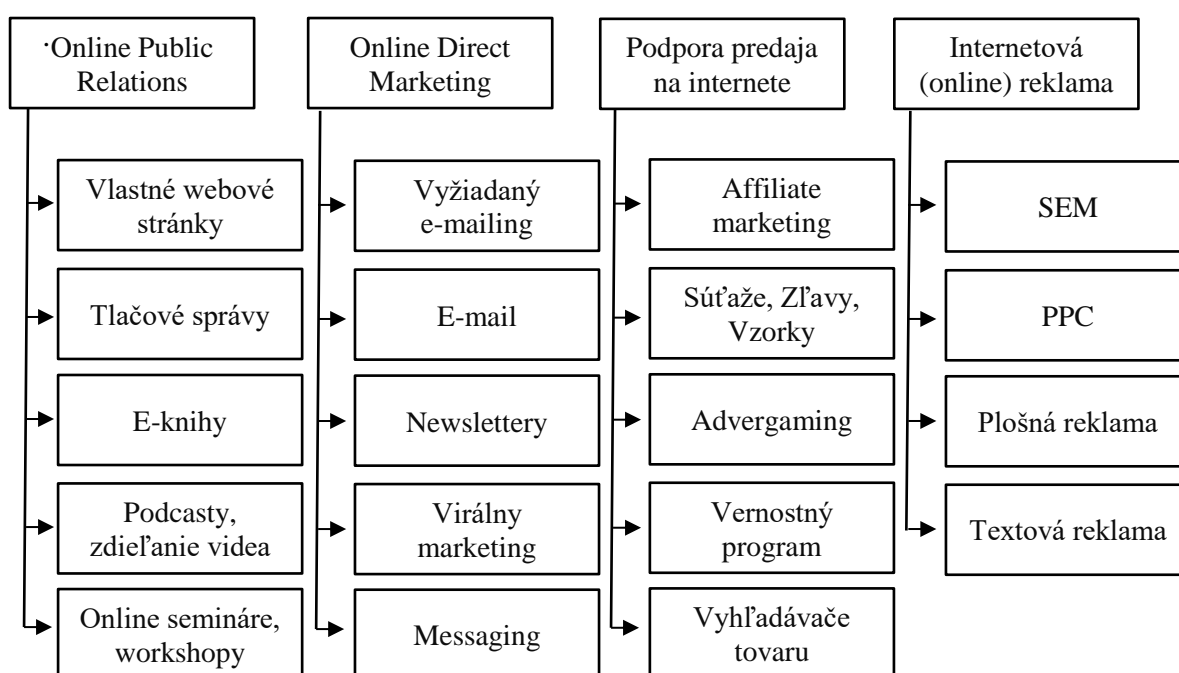 ·Online Public
Relations
Vlastné webové
stránky
Tlačové správy
E-knihy
Podcasty,
zdieľanie videa
Online semináre,
workshopy
Online Direct
Marketing
Vyžiadaný
e-mailing
E-mail
Newslettery
Virálny
marketing
Messaging
Podpora predaja
na internete
Affiliate
marketing
Súťaže, Zľavy,
Vzorky
Advergaming
Vernostný
program
Vyhľadávače
tovaru
Internetová
(online) reklama
SEM
PPC
Plošná reklama
Textová reklama